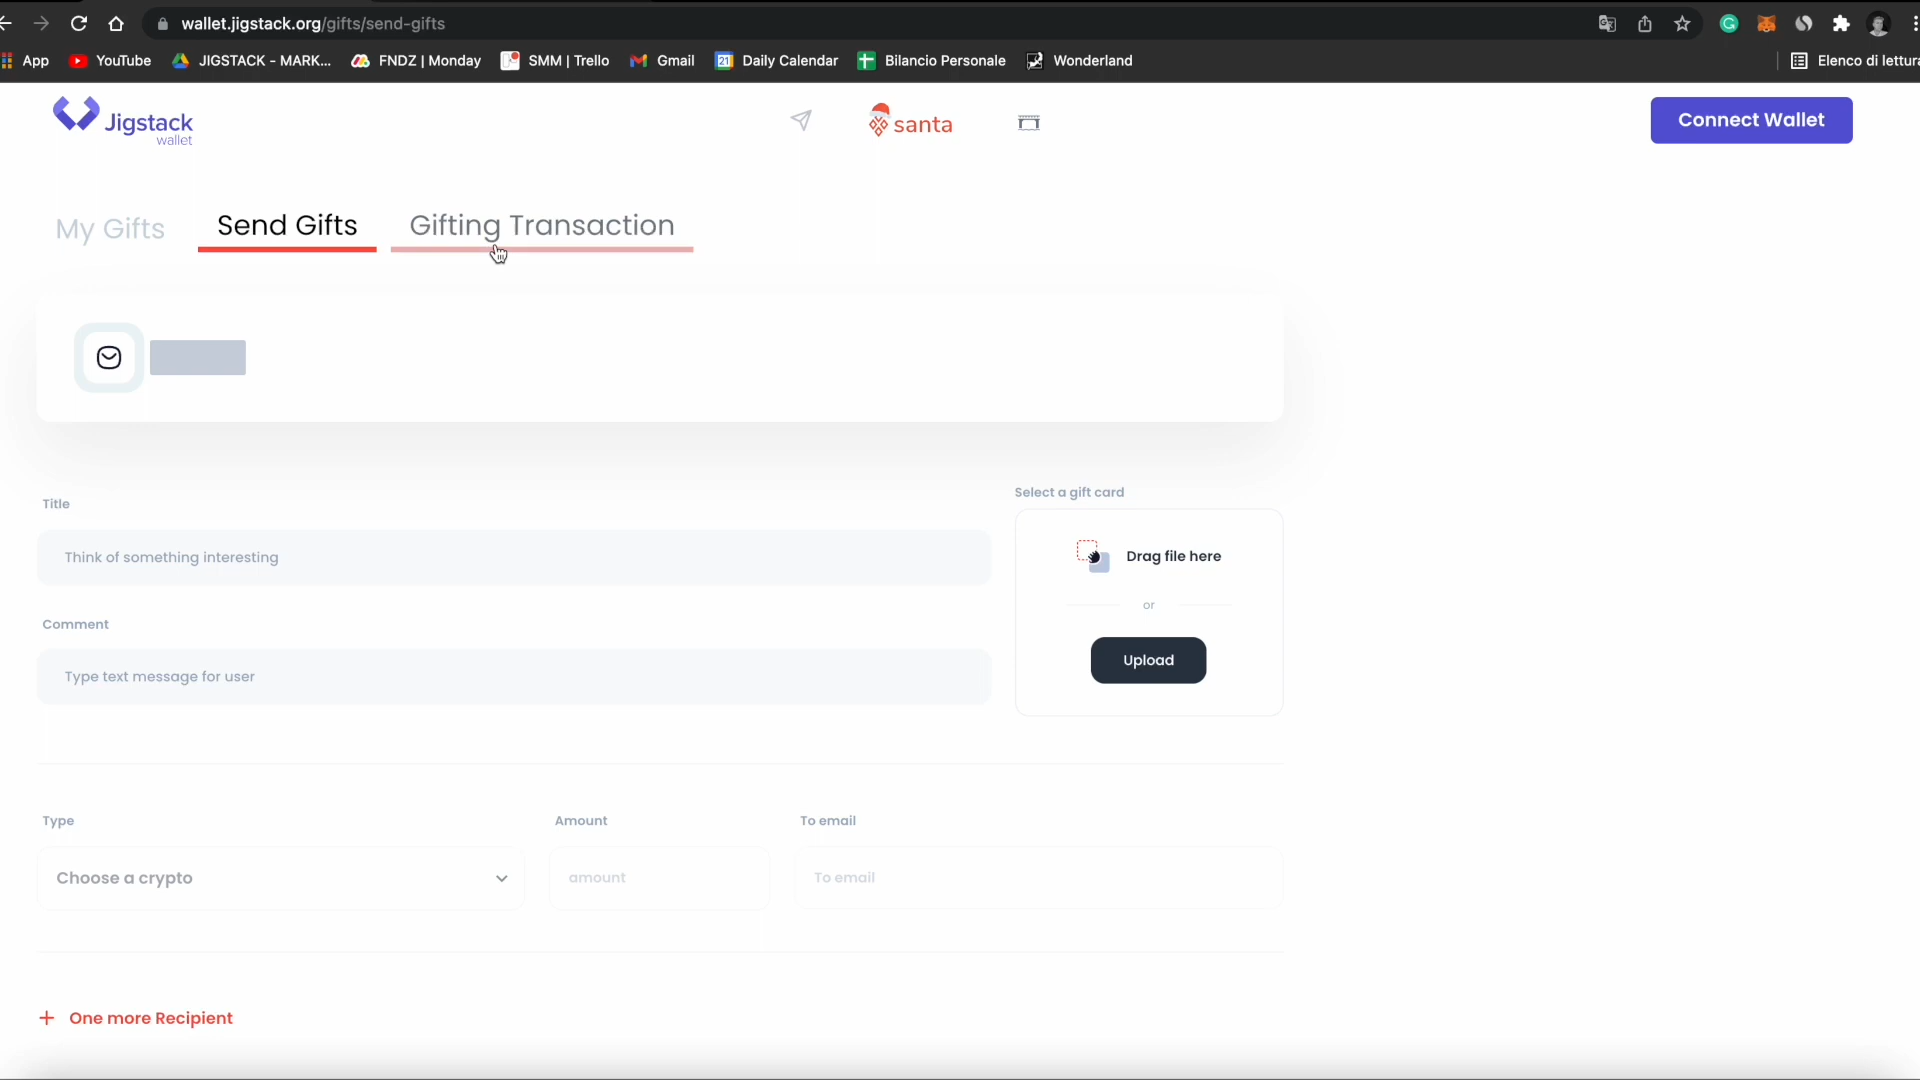 wallet.jigstack.org/gifts/send-gifts
App YouTube JIGSTACK - MARK... FNDZ | Monday SMM | Trello Gmail 21 Daily Calendar Bilancio Personale Wonderland Elenco di lettura
Jigstack
wallet
santa
Connect Wallet
My Gifts Send Gifts Gifting Transaction
Title
Think of something interesting
Comment
Type text message for user
Select a gift card
Drag file here
or
Upload
Type Amount To email
Choose a crypto amount To email
+ One more Recipient